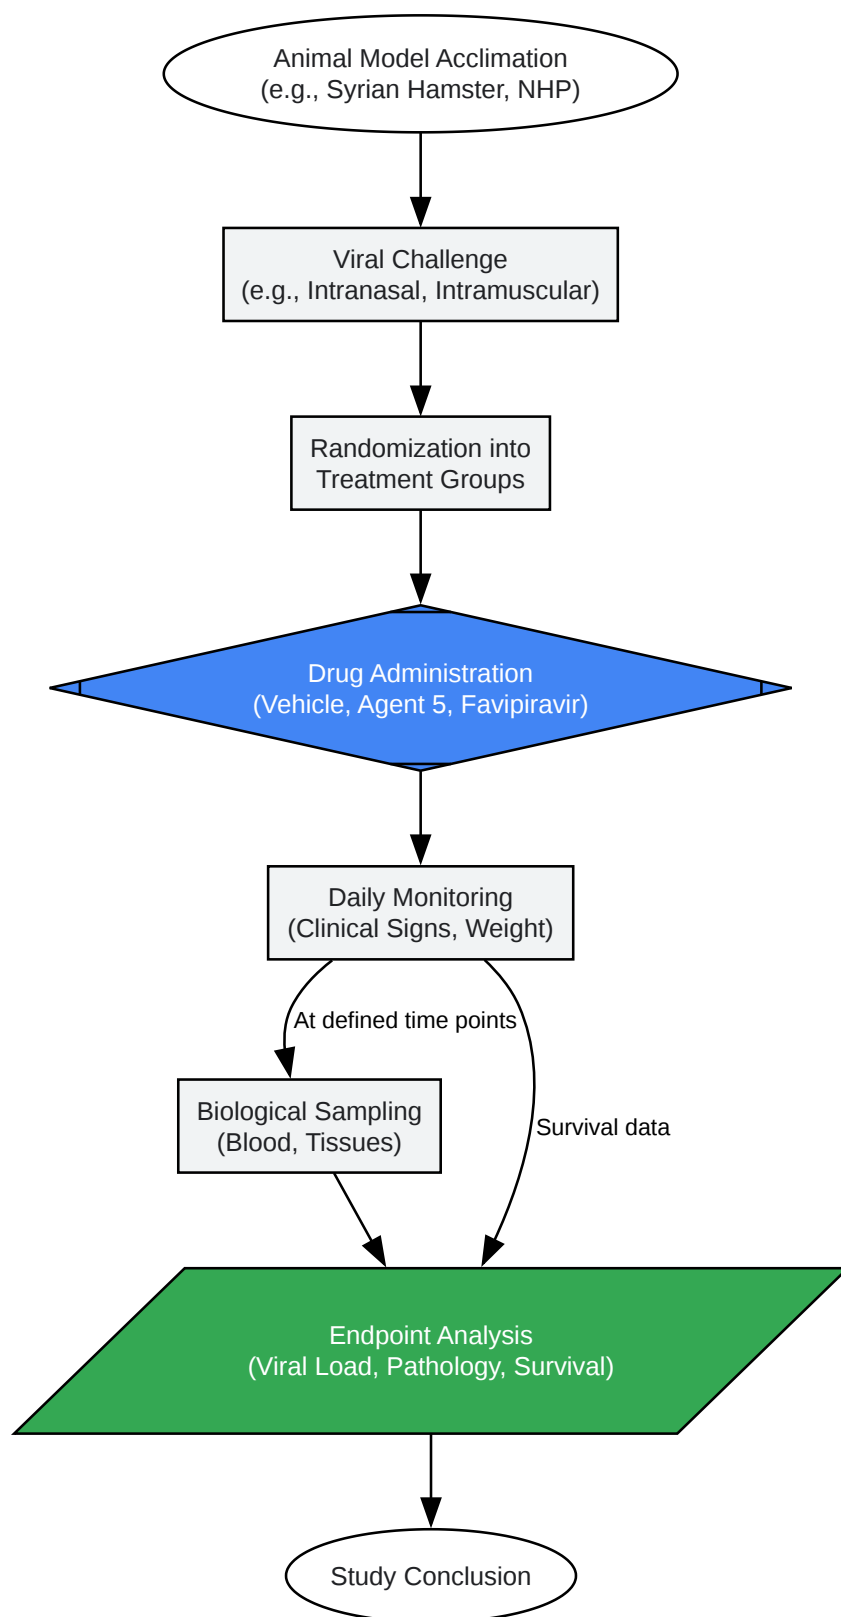 Animal Model Acclimation
(e.g., Syrian Hamster, NHP)
Viral Challenge
(e.g., Intranasal, Intramuscular)
Randomization into
Treatment Groups
Drug Administration
(Vehicle, Agent 5, Favipiravir)
Daily Monitoring
(Clinical Signs, Weight)
At defined time points
Biological Sampling
(Blood, Tissues)
Survival data
Endpoint Analysis
(Viral Load, Pathology, Survival)
Study Conclusion